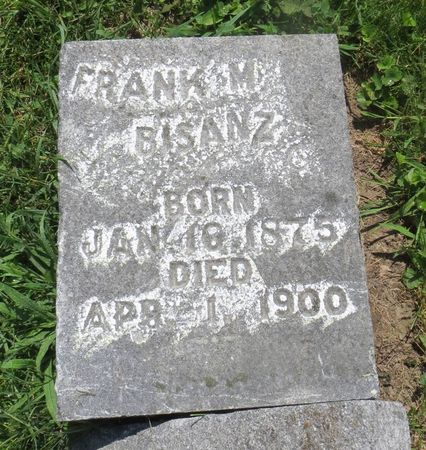 FRANK M
BISANZ
BORN
JAN. 18, 1875
DIED
APR. 1, 1900